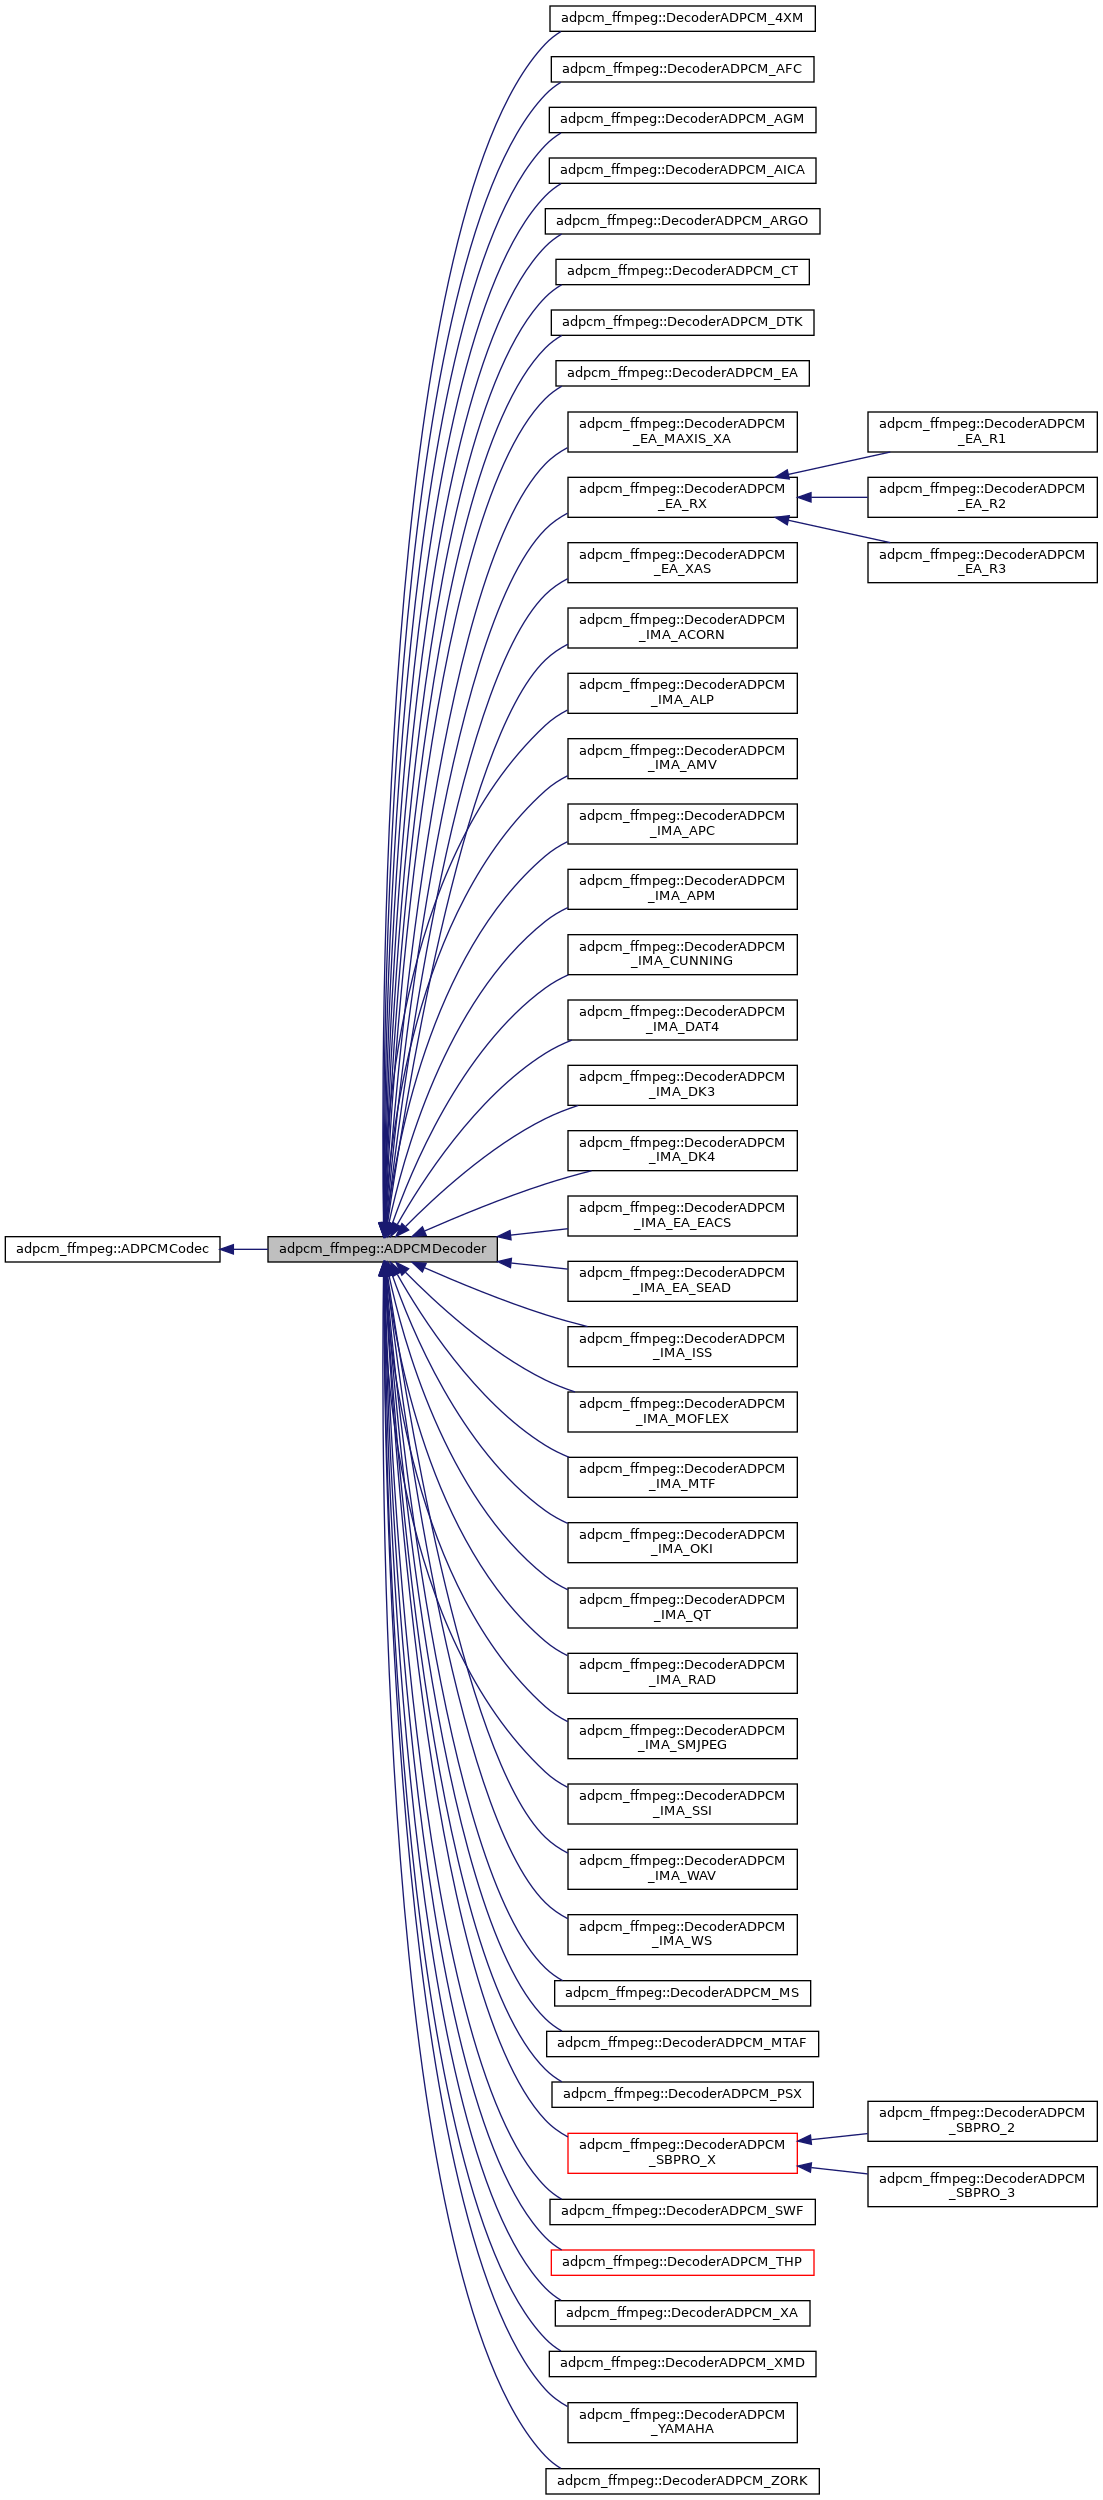 adpcm_ffmpeg::DecoderADPCM_4XM
adpcm_ffmpeg::DecoderADPCM_AFC
adpcm_ffmpeg::DecoderADPCM_AGM
adpcm_ffmpeg::DecoderADPCM_AICA
adpcm_ffmpeg::DecoderADPCM_ARGO
adpcm_ffmpeg::DecoderADPCM_CT
adpcm_ffmpeg::DecoderADPCM_DTK
adpcm_ffmpeg::DecoderADPCM_EA
adpcm_ffmpeg::DecoderADPCM
_EA_MAXIS_XA
adpcm_ffmpeg::DecoderADPCM
_EA_R1
adpcm_ffmpeg::DecoderADPCM
_EA_RX
adpcm_ffmpeg::DecoderADPCM
_EA_R2
adpcm_ffmpeg::DecoderADPCM
_EA_XAS
adpcm_ffmpeg::DecoderADPCM
_EA_R3
adpcm_ffmpeg::DecoderADPCM
_IMA_ACORN
adpcm_ffmpeg::DecoderADPCM
_IMA_ALP
adpcm_ffmpeg::DecoderADPCM
_IMA_AMV
adpcm_ffmpeg::DecoderADPCM
_IMA_APC
adpcm_ffmpeg::DecoderADPCM
_IMA_APM
adpcm_ffmpeg::DecoderADPCM
_IMA_CUNNING
adpcm_ffmpeg::DecoderADPCM
_IMA_DAT4
adpcm_ffmpeg::DecoderADPCM
_IMA_DK3
adpcm_ffmpeg::DecoderADPCM
_IMA_DK4
adpcm_ffmpeg::DecoderADPCM
_IMA_EA_EACS
adpcm_ffmpeg::ADPCMCodec
adpcm_ffmpeg::ADPCMDecoder
adpcm_ffmpeg::DecoderADPCM
_IMA_EA_SEAD
adpcm_ffmpeg::DecoderADPCM
_IMA_ISS
adpcm_ffmpeg::DecoderADPCM
_IMA_MOFLEX
adpcm_ffmpeg::DecoderADPCM
_IMA_MTF
adpcm_ffmpeg::DecoderADPCM
_IMA_OKI
adpcm_ffmpeg::DecoderADPCM
_IMA_QT
adpcm_ffmpeg::DecoderADPCM
_IMA_RAD
adpcm_ffmpeg::DecoderADPCM
_IMA_SMJPEG
adpcm_ffmpeg::DecoderADPCM
_IMA_SSI
adpcm_ffmpeg::DecoderADPCM
_IMA_WAV
adpcm_ffmpeg::DecoderADPCM
_IMA_WS
adpcm_ffmpeg::DecoderADPCM_MS
adpcm_ffmpeg::DecoderADPCM_MTAF
adpcm_ffmpeg::DecoderADPCM_PSX
adpcm_ffmpeg::DecoderADPCM
_SBPRO_2
adpcm_ffmpeg::DecoderADPCM
_SBPRO_X
adpcm_ffmpeg::DecoderADPCM
_SBPRO_3
adpcm_ffmpeg::DecoderADPCM_SWF
adpcm_ffmpeg::DecoderADPCM_THP
adpcm_ffmpeg::DecoderADPCM_XA
adpcm_ffmpeg::DecoderADPCM_XMD
adpcm_ffmpeg::DecoderADPCM
_YAMAHA
adpcm_ffmpeg::DecoderADPCM_ZORK